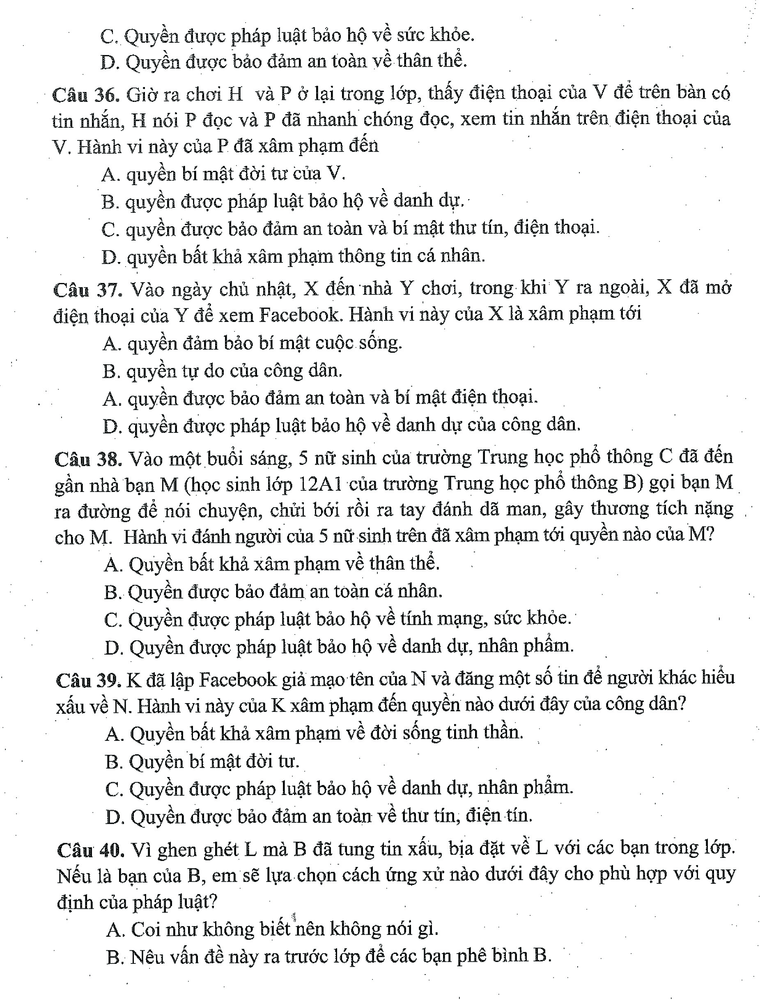 C. Quyền được pháp luật bảo hộ về sức khỏe.
D. Quyền được bảo đảm an toàn về thân thể.
Câu 36. Giờ ra chơi H và P ở lại trong lớp, thấy điện thoại của V để trên bàn có
tin nhắn, H nói P đọc và P đã nhanh chóng đọc, xem tin nhắn trên điện thoại của
V. Hành vi này của P đã xâm phạm đến
A. quyền bí mật đời tư của V.
B. quyền được pháp luật bảo hộ về danh dự.
C. quyền được bảo đảm an toàn và bí mật thư tín, điện thoại.
D. quyền bất khả xâm phạm thông tin cá nhân.
Câu 37. Vào ngày chủ nhật, X đến nhà Y chơi, trong khi Y ra ngoài, X đã mở
điện thoại của Y để xem Facebook. Hành vi này của X là xâm phạm tới
A. quyền đảm bảo bí mật cuộc sống.
B. quyền tự do của công dân.
A. quyền được bảo đảm an toàn và bí mật điện thoại.
D. quyền được pháp luật bảo hộ về danh dự của công dân.
Câu 38. Vào một buổi sáng, 5 nữ sinh của trường Trung học phổ thông C đã đến
gần nhà bạn M (học sinh lớp 12A1 của trường Trung học phổ thông B) gọi bạn M
ra đường để nói chuyện, chửi bới rồi ra tay đánh dã man, gây thương tích nặng
cho M. Hành vi đánh người của 5 nữ sinh trên đã xâm phạm tới quyền nào của M?
A. Quyền bất khả xâm phạm về thân thể.
B. Quyền được bảo đảm an toàn cá nhân.
C. Quyền được pháp luật bảo hộ về tính mạng, sức khỏe.
D. Quyền được pháp luật bảo hộ về danh dự, nhân phẩm.
Câu 39. K đã lập Facebook giả mạo tên của N và đăng một số tin để người khác hiểu
xấu về N. Hành vi này của K xâm phạm đến quyền nào dưới đây của công dân?
A. Quyền bất khả xâm phạm về đời sống tinh thần.
B. Quyền bí mật đời tư.
C. Quyền được pháp luật bảo hộ về danh dự, nhân phẩm.
D. Quyền được bảo đảm an toàn về thư tín, điện tín.
Câu 40. Vì ghen ghét L mà B đã tung tin xấu, bịa đặt về L với các bạn trong lớp.
Nếu là bạn của B, em sẽ lựa chọn cách ứng xử nào dưới đây cho phù hợp với quy
định của pháp luật?
A. Coi như không biết nên không nói gì.
B. Nêu vấn đề này ra trước lớp để các bạn phê bình B.